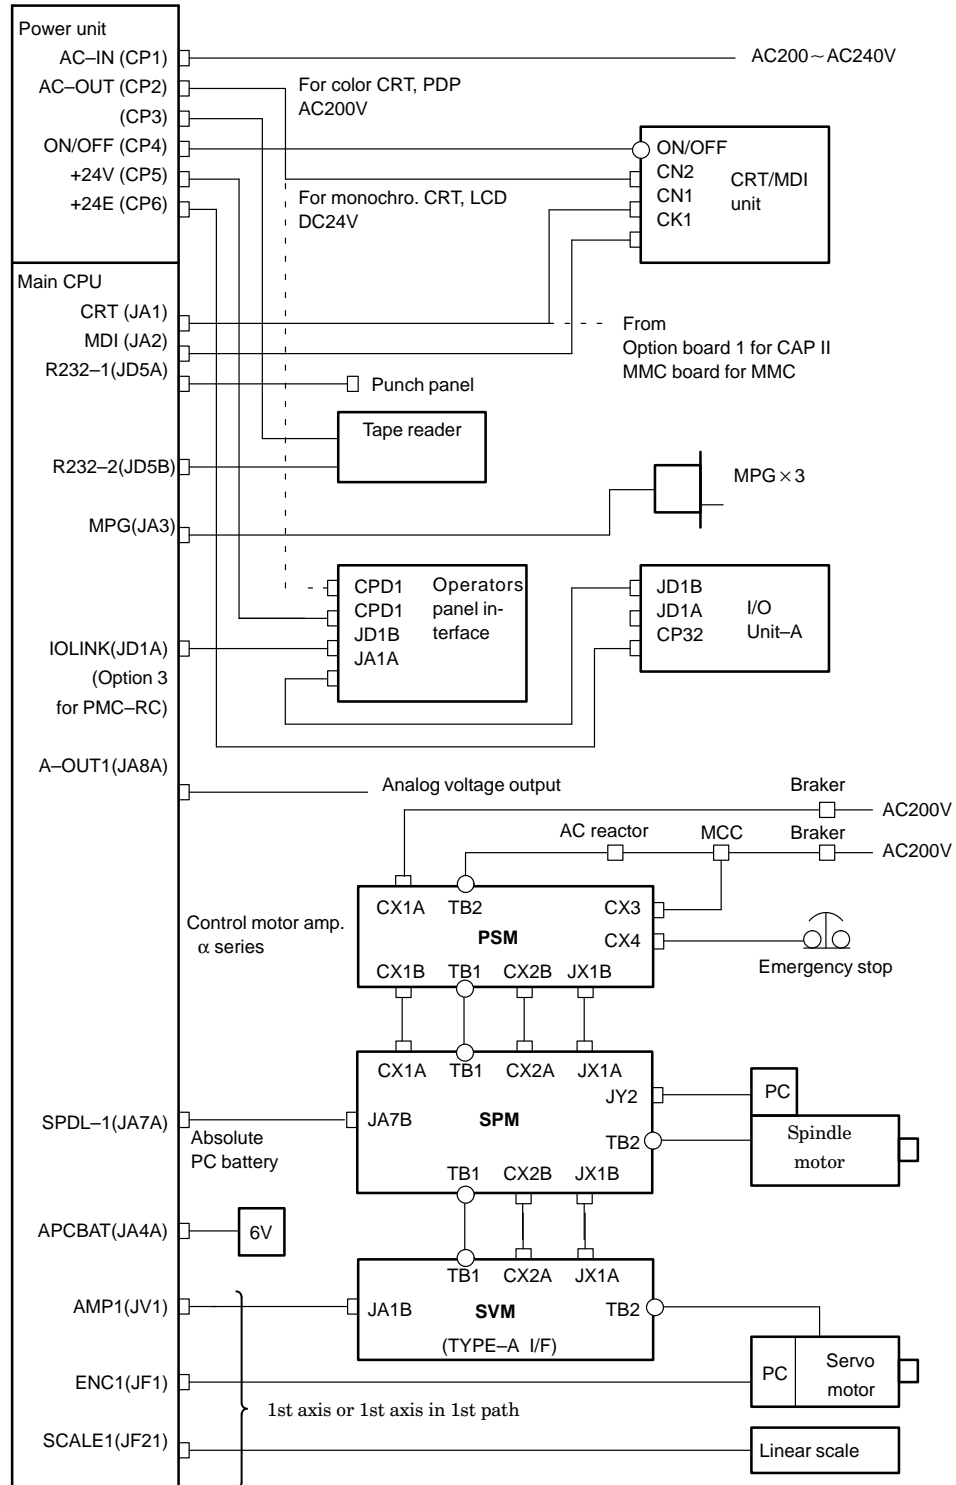 Power unit
AC–IN (CP1)
AC200～AC240V
AC–OUT (CP2)
For color CRT, PDP
AC200V
(CP3)
ON/OFF (CP4)
+24V (CP5)
+24E (CP6)
For monochro. CRT, LCD
DC24V
ON/OFF
CN2
CN1
CK1
CRT/MDI
unit
Main CPU
CRT (JA1)
MDI (JA2)
R232–1(JD5A)
From
Option board 1 for CAP II
MMC board for MMC
Punch panel
Tape reader
R232–2(JD5B)
MPG×3
MPG(JA3)
CPD1
CPD1
JD1B
JA1A
Operators
panel in-
terface
JD1B
JD1A
CP32
I/O
Unit–A
IOLINK(JD1A)
(Option 3
for PMC–RC)
A–OUT1(JA8A)
Analog voltage output
Braker
AC200V
AC reactor
MCC
Braker
AC200V
Control motor amp.
α series
CX1A
TB2
CX3
PSM
CX4
CX1B
TB1
CX2B
JX1B
Emergency stop
CX1A
TB1
CX2A
JX1A
JY2
PC
SPDL–1(JA7A)
JA7B
SPM
TB2
Spindle
motor
Absolute
PC battery
TB1
CX2B
JX1B
APCBAT(JA4A)
6V
TB1
CX2A
JX1A
AMP1(JV1)
JA1B
SVM
TB2
(TYPE–A I/F)
PC
Servo
motor
ENC1(JF1)
1st axis or 1st axis in 1st path
SCALE1(JF21)
Linear scale